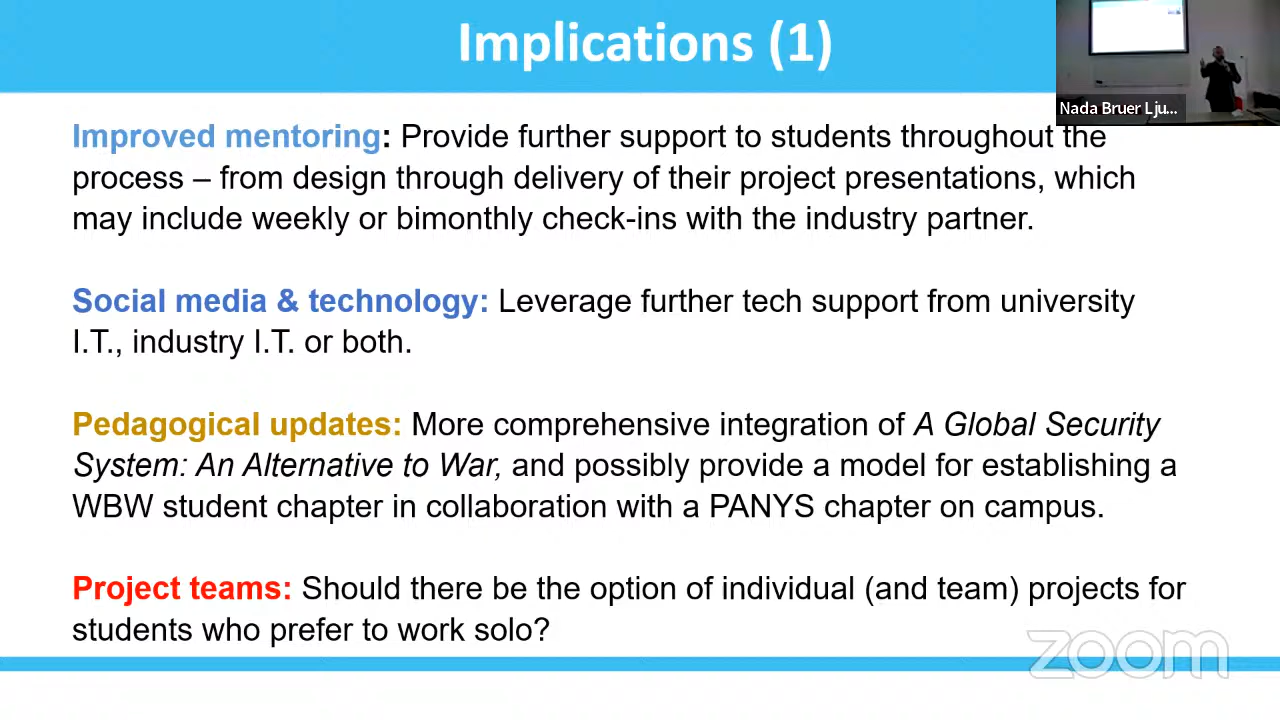 Implications (1)
Nada Bruer Lju...
Improved mentoring: Provide further support to students throughout the
process – from design through delivery of their project presentations, which
may include weekly or bimonthly check-ins with the industry partner.
Social media & technology: Leverage further tech support from university
I.T., industry I.T. or both.
Pedagogical updates: More comprehensive integration of A Global Security
System: An Alternative to War, and possibly provide a model for establishing a
WBW student chapter in collaboration with a PANYS chapter on campus.
Project teams: Should there be the option of individual (and team) projects for
students who prefer to work solo?
zoom